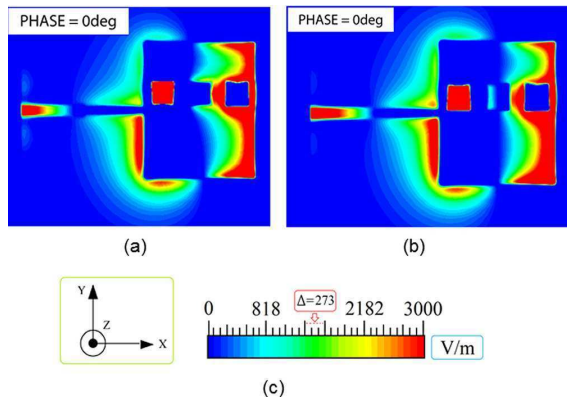 PHASE = 0deg
PHASE = 0deg
(a)
(b)
Y
Z
X
Δ=273
0 818 2182 3000
V/m
(c)